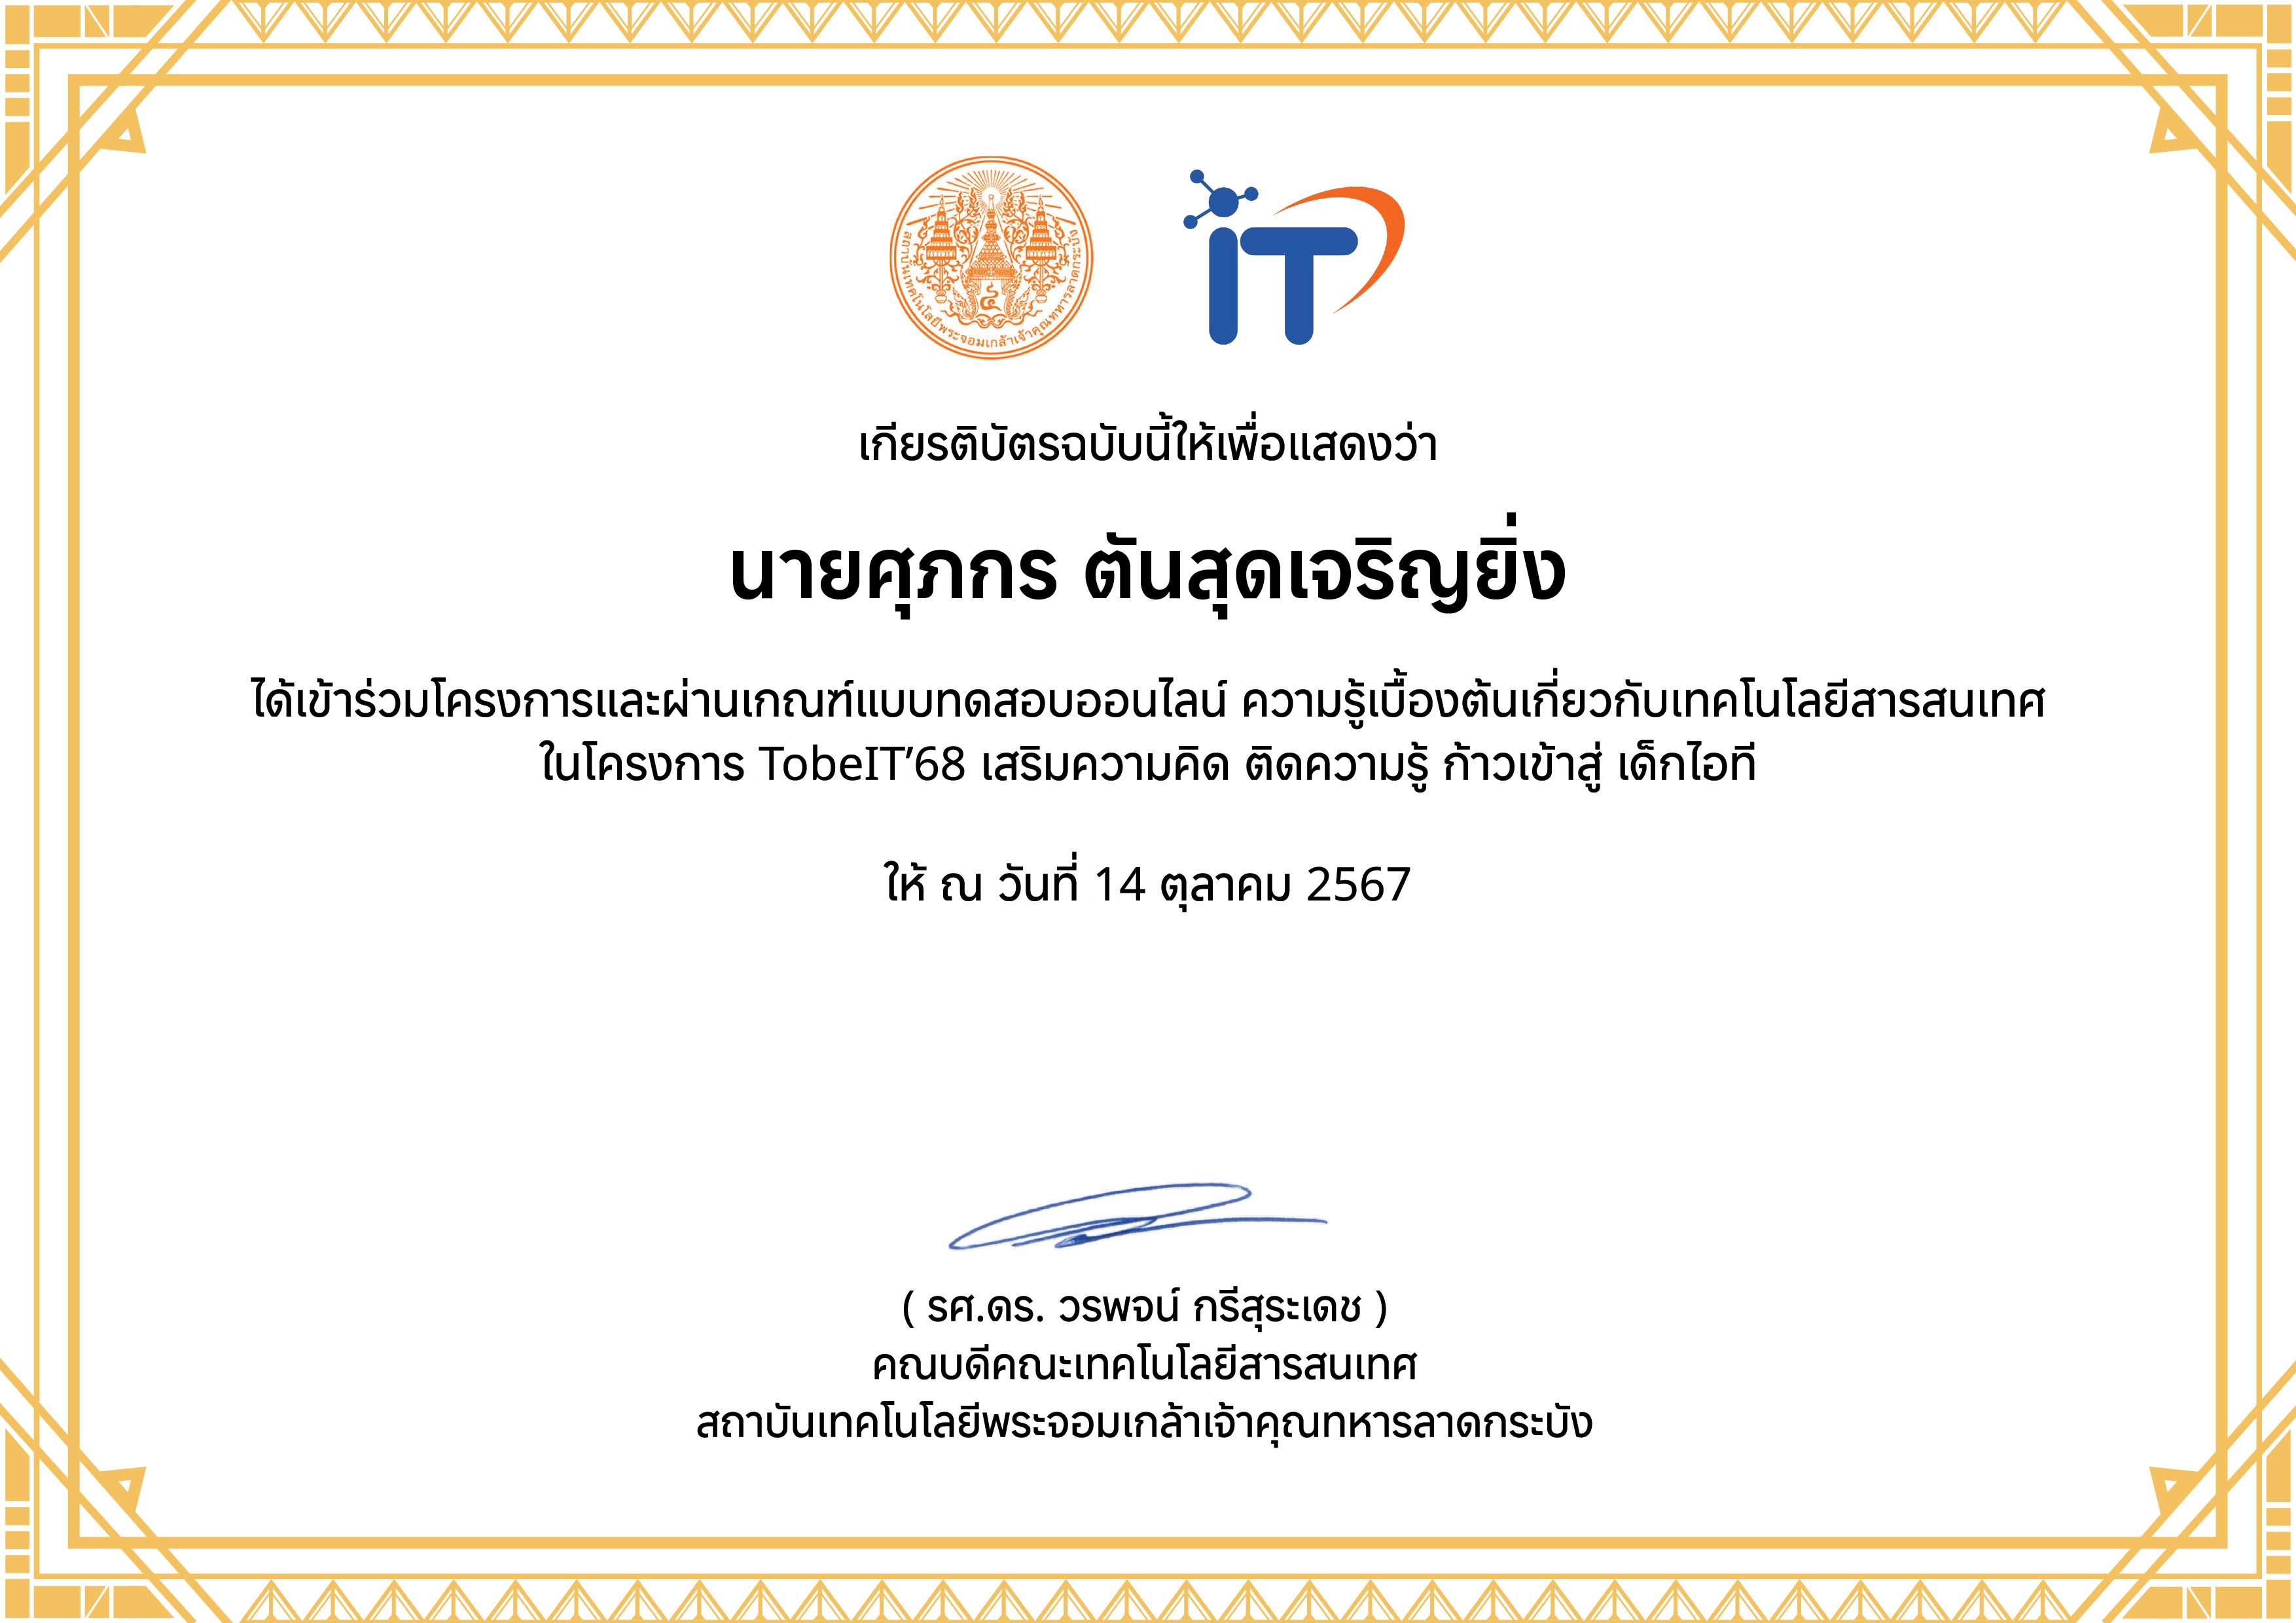 สถาบันเทคโนโลยีพระจอมเกล้าเจ้าคุณทหารลาดกระบัง
IT
เกียรติบัตรฉบับนี้ให้เพื่อแสดงว่า
นายศุภกร ตันสุดเจริญยิ่ง
ได้เข้าร่วมโครงการและผ่านเกณฑ์แบบทดสอบออนไลน์ ความรู้เบื้องต้นเกี่ยวกับเทคโนโลยีสารสนเทศ
ในโครงการ TobeIT’68 เสริมความคิด ติดความรู้ ก้าวเข้าสู่ เด็กไอที
ให้ ณ วันที่ 14 ตุลาคม 2567
( รศ.ดร. วรพจน์ กรีสุระเดช )
คณบดีคณะเทคโนโลยีสารสนเทศ
สถาบันเทคโนโลยีพระจอมเกล้าเจ้าคุณทหารลาดกระบัง